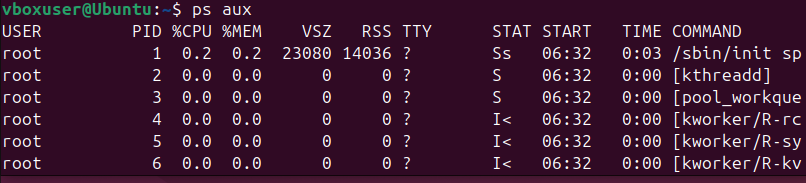 vboxuser@Ubuntu:~$ ps aux
USER         PID %CPU %MEM    VSZ   RSS TTY      STAT START   TIME COMMAND
root           1  0.2  0.2  23080 14036 ?        Ss   06:32   0:03 /sbin/init sp
root           2  0.0  0.0      0     0 ?        S    06:32   0:00 [kthreadd]
root           3  0.0  0.0      0     0 ?        S    06:32   0:00 [pool_workque
root           4  0.0  0.0      0     0 ?        I<   06:32   0:00 [kworker/R-rc
root           5  0.0  0.0      0     0 ?        I<   06:32   0:00 [kworker/R-sy
root           6  0.0  0.0      0     0 ?        I<   06:32   0:00 [kworker/R-kv